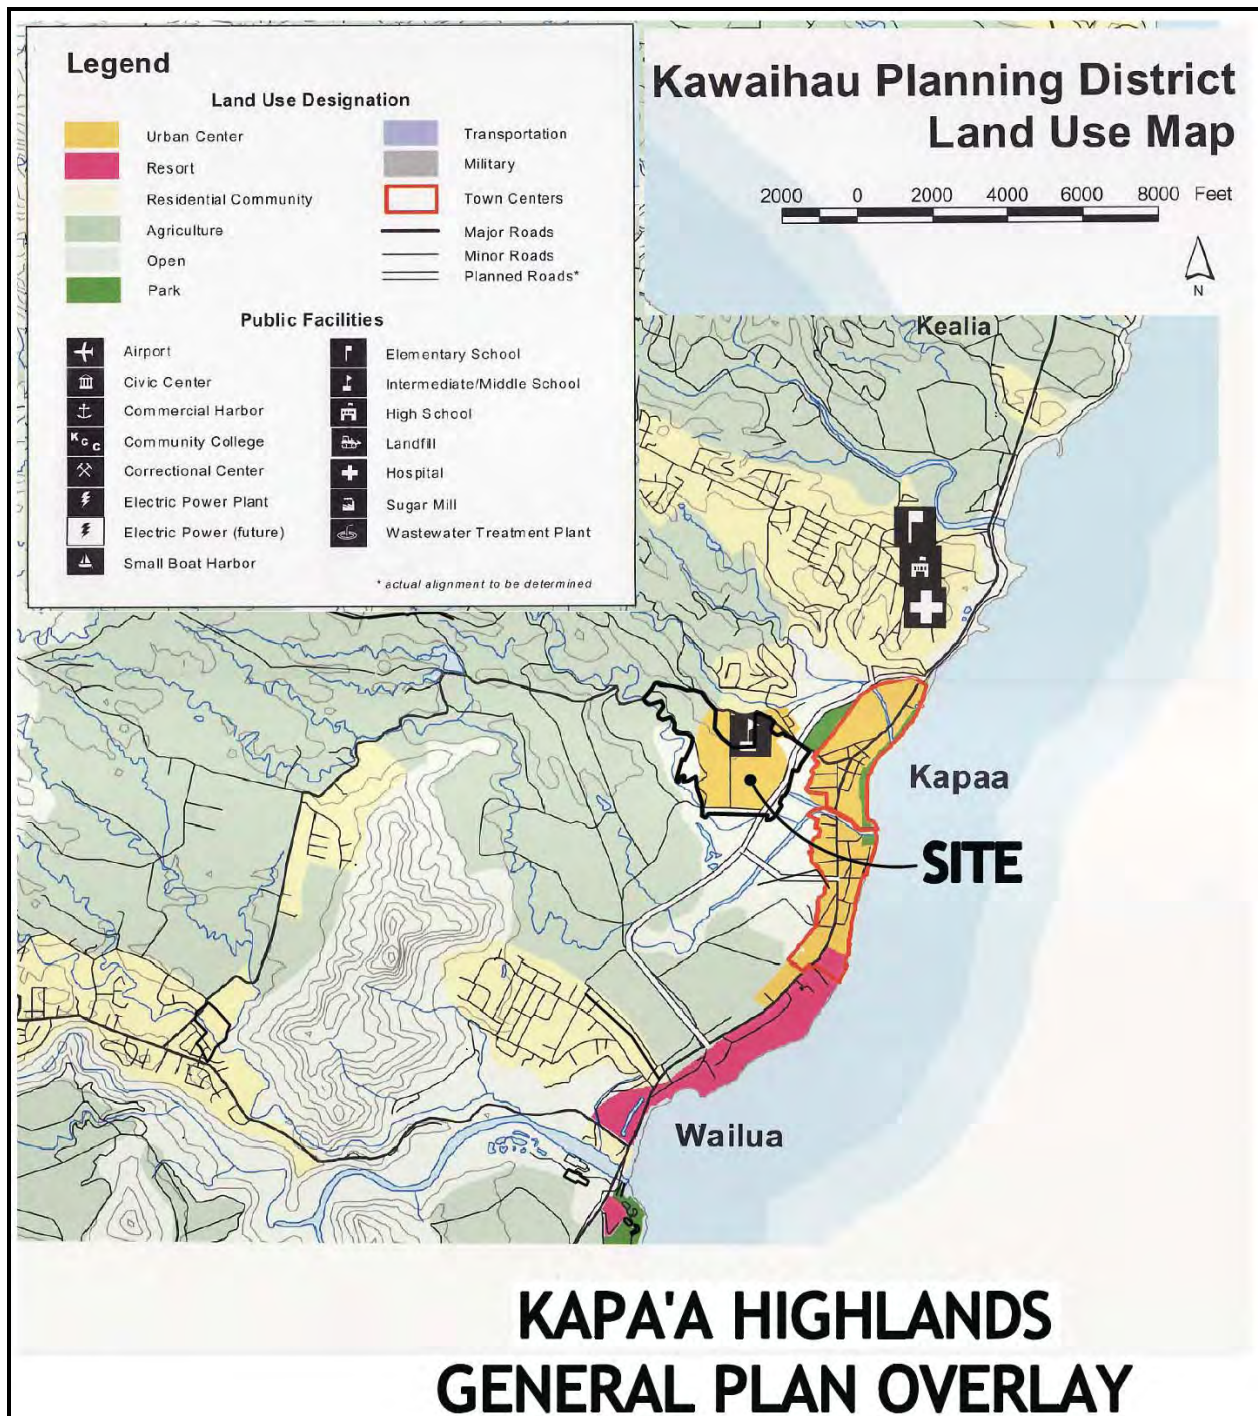 Legend
Land Use Designation
Urban Center
Resort
Residential Community
Agriculture
Open
Park
Transportation
Military
Town Centers
Major Roads
Minor Roads
Planned Roads*
Public Facilities
Airport
Civic Center
Commercial Harbor
KCC Community College
Correctional Center
Electric Power Plant
Electric Power (future)
Small Boat Harbor
Elementary School
Intermediate/Middle School
High School
Landfill
Hospital
Sugar Mill
Wastewater Treatment Plant
* actual alignment to be determined
Kawaihau Planning District
Land Use Map
2000 0 2000 4000 6000 8000 Feet
N
Kealia
Kapaa
SITE
Wailua
KAPA'A HIGHLANDS
GENERAL PLAN OVERLAY